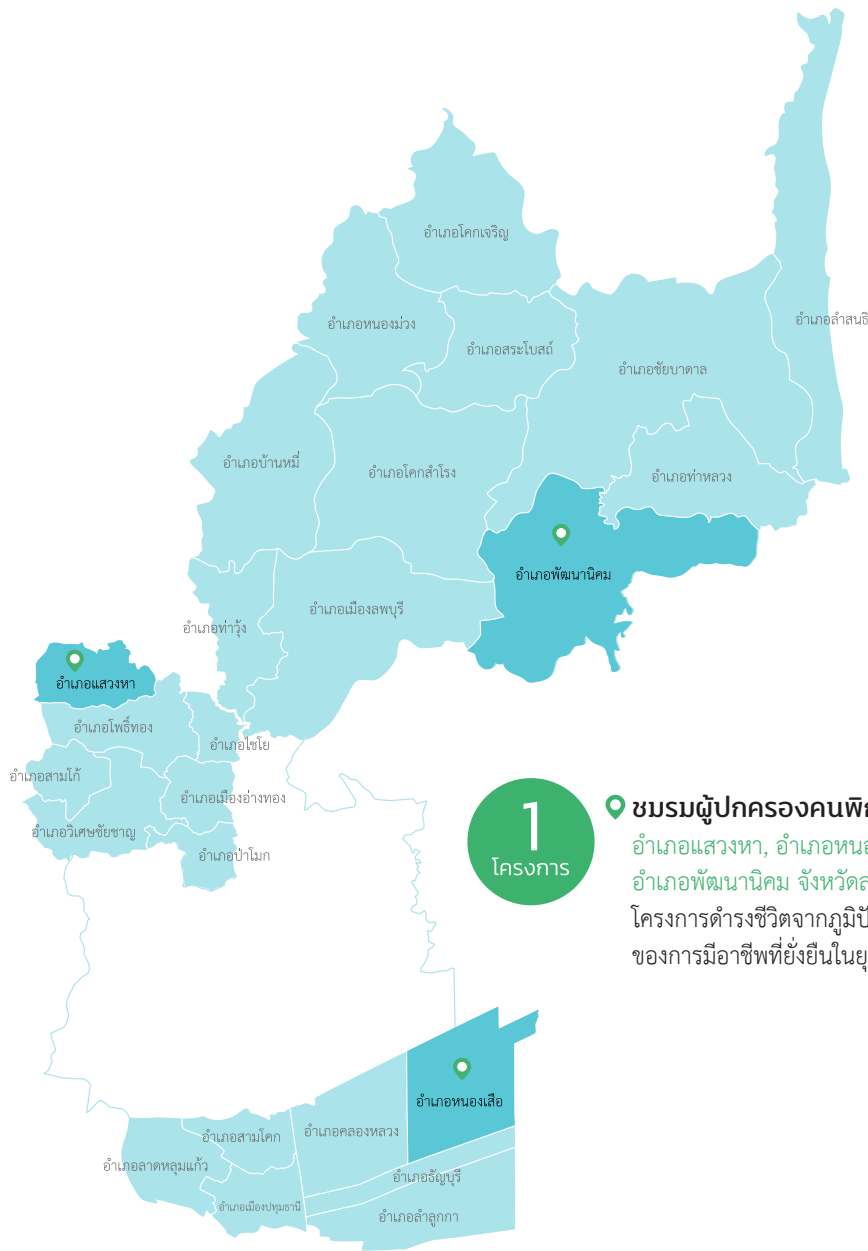 อำเภอโคกเจริญ
อำเภอลำสนธิ
อำเภอหนองม่วง
อำเภอสระโบสถ์
อำเภอชัยบาดาล
อำเภอบ้านหมี่
อำเภอโคกสำโรง
อำเภอท่าหลวง
อำเภอพัฒนานิคม
อำเภอเมืองลพบุรี
อำเภอท่าวุ้ง
อำเภอแสวงหา
อำเภอโพธิ์ทอง
อำเภอไชโย
อำเภอสามโก้
อำเภอเมืองอ่างทอง
อำเภอวิเศษชัยชาญ
อำเภอป่าโมก
1
โครงการ
ชมรมผู้ปกครองคนพิก
อำเภอแสวงหา, อำเภอหนอ
อำเภอพัฒนานิคม จังหวัดล
โครงการดำรงชีวิตจากภูมิปั
ของการมีอาชีพที่ยั่งยืนในยุ
อำเภอหนองเสือ
อำเภอคลองหลวง
อำเภอสามโคก
อำเภอลาดหลุมแก้ว
อำเภอธัญบุรี
อำเภอเมืองปทุมธานี
อำเภอลำลูกกา